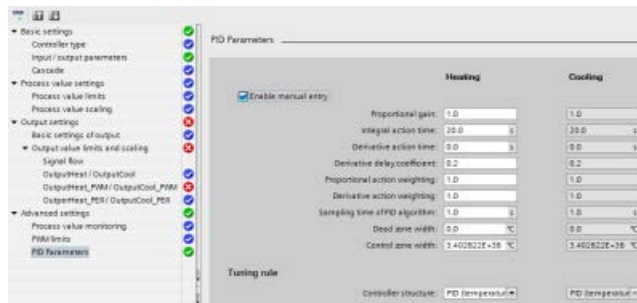 Basic settings
Controller type
Input / output parameters
Cascade
Process value settings
Process value limits
Process value scaling
Output settings
Basic settings of output
Output value limits and scaling
Signal flow
OutputHeat / OutputCool
OutputHeat_PWM / OutputCool_PWM
OutputHeat_PER / OutputCool_PER
Advanced settings
Process value monitoring
PWM limits
PID Parameters
PID Parameters
Heating Cooling
Enable manual entry
Proportional gain: 1.0 1.0
Integral action time: 20.0 s 20.0 s
Derivative action time: 0.0 s 0.0 s
Derivative delay coefficient: 0.2 0.2
Proportional action weighting: 1.0 1.0
Derivative action weighting: 1.0 1.0
Sampling time of PID algorithm: 1.0 s 1.0 s
Dead zone width: 0.0 °C 0.0 °C
Control zone width: 3.402822E+38 °C 3.402822E+38 °C
Tuning rule
Controller structure: PID (temperatur PID (temperatur